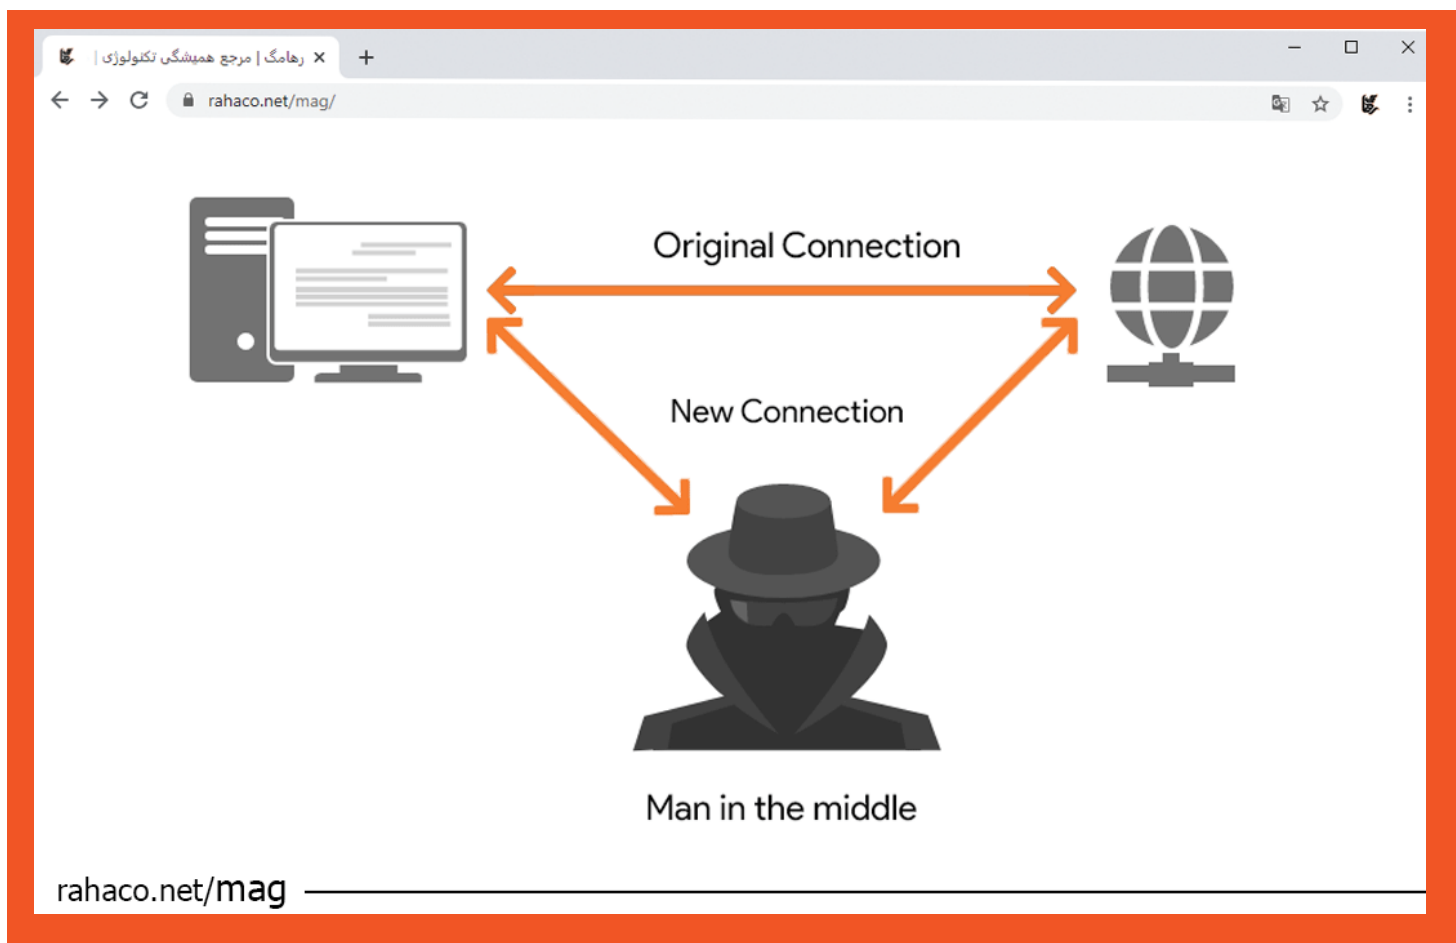 رهامگ | مرجع همیشگی تکنولوژی |
rahaco.net/mag/
Original Connection
New Connection
Man in the middle
rahaco.net/mag